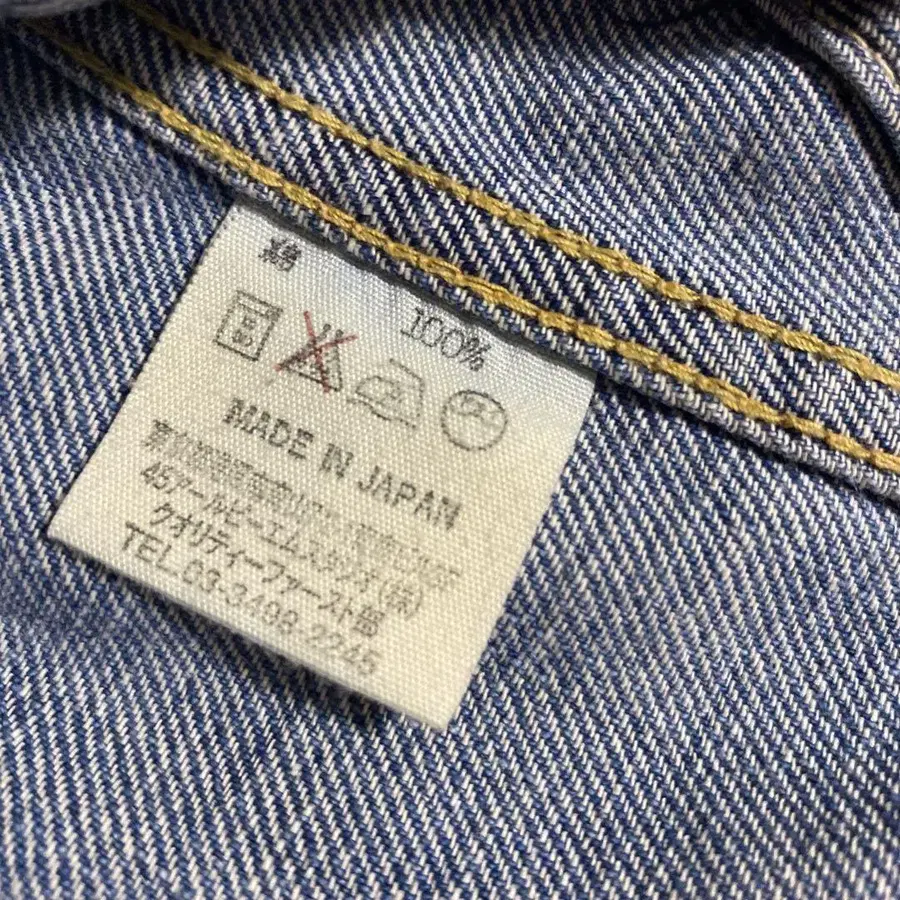 綿 100%
MADE IN JAPAN
45アールピーエムスタジオ(株)
クオリティーファースト部
TEL.03-3498-2245